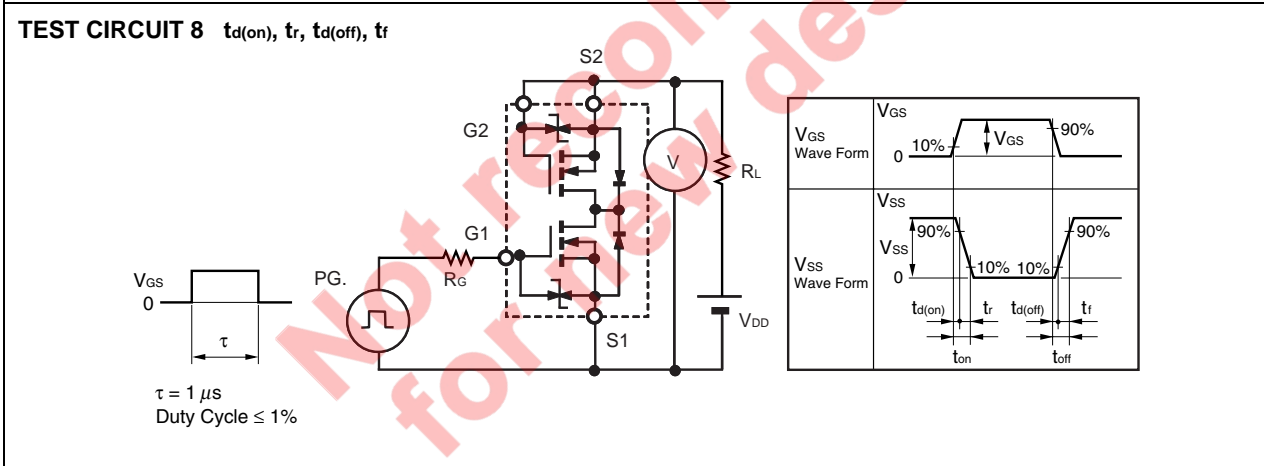 TEST CIRCUIT 8 td(on), tr, td(off), tf
Not recom
for new des
S2
G2
V
RL
G1
RG
PG.
VGS
0
τ
S1
VDD
τ = 1 μs
Duty Cycle ≤ 1%
VGS
Wave Form
VGS
10%
0
VGS
90%
VSS
Wave Form
VSS
90%
VSS
0
10% 10%
90%
td(on) tr td(off) tf
ton toff